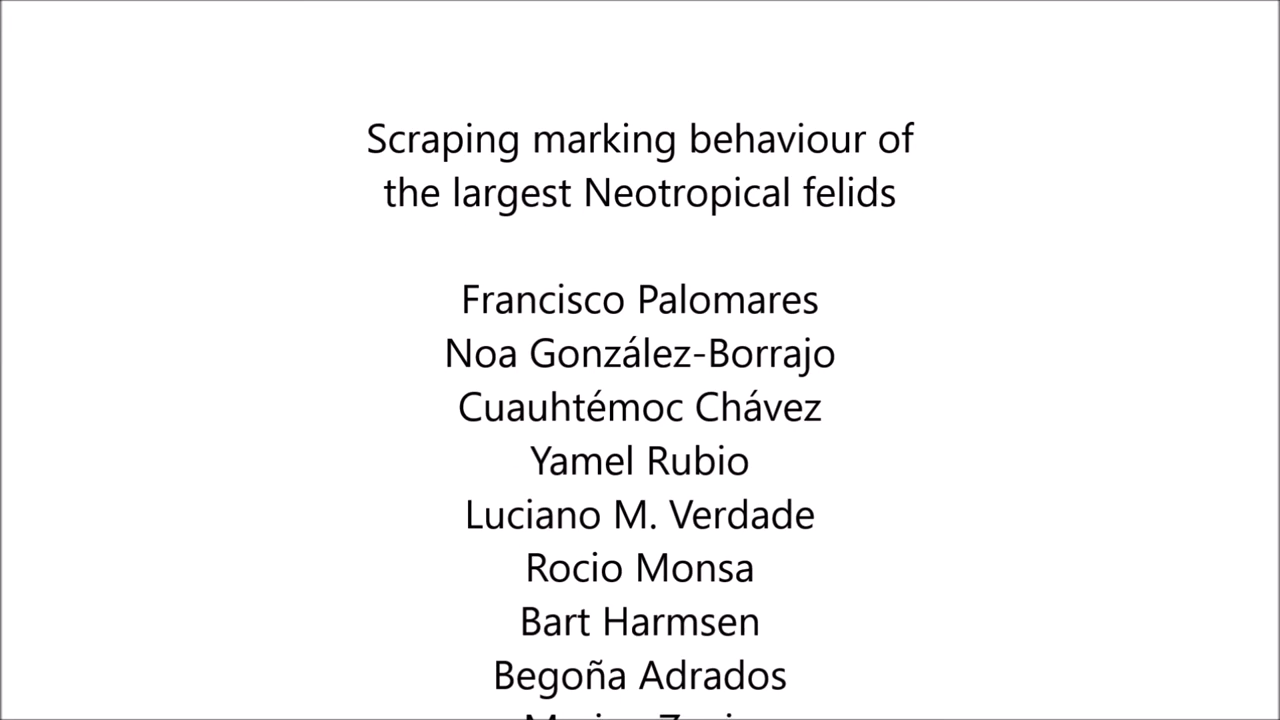 Scraping marking behaviour of
the largest Neotropical felids
Francisco Palomares
Noa González-Borrajo
Cuauhtémoc Chávez
Yamel Rubio
Luciano M. Verdade
Rocio Monsa
Bart Harmsen
Begoña Adrados